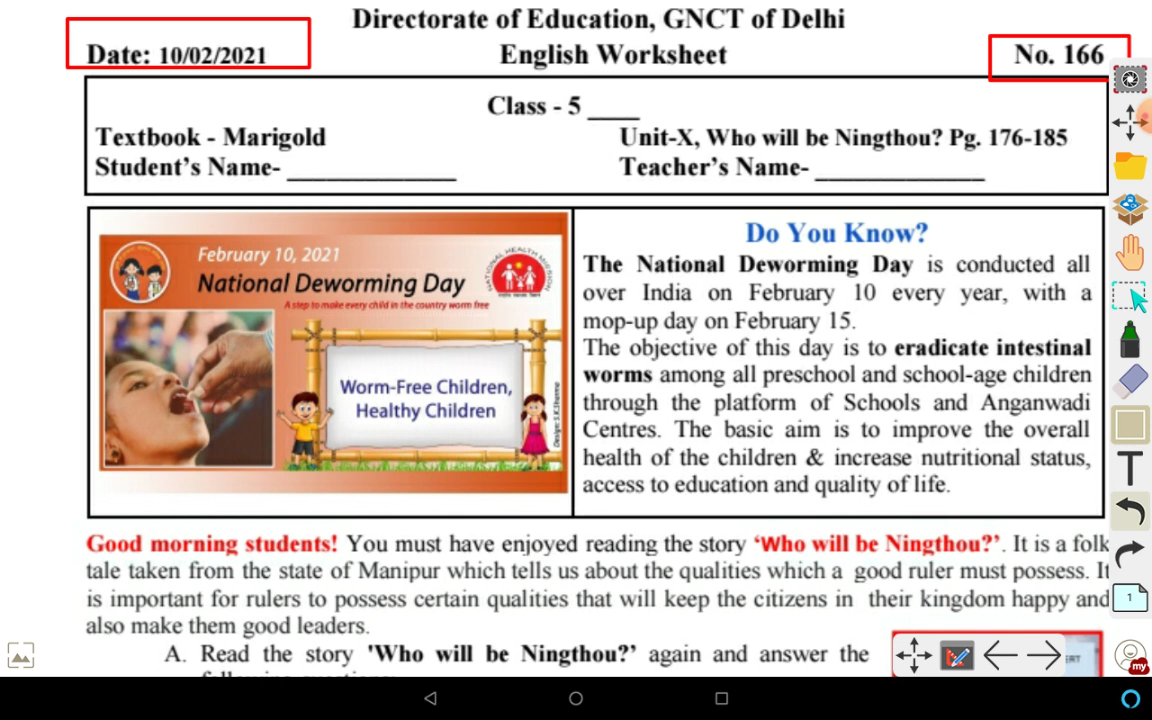 Directorate of Education, GNCT of Delhi
Date: 10/02/2021
English Worksheet
No. 166
Class - 5 ____
Textbook - Marigold
Unit-X, Who will be Ningthou? Pg. 176-185
Student's Name- _____________
Teacher's Name- _____________
February 10, 2021
National Deworming Day
A step to make every child in the country worm free
NATIONAL HEALTH MISSION
Worm-Free Children,
Healthy Children
Design: S.K.Sharma
Do You Know?
The National Deworming Day is conducted all
over India on February 10 every year, with a
mop-up day on February 15.
The objective of this day is to eradicate intestinal
worms among all preschool and school-age children
through the platform of Schools and Anganwadi
Centres. The basic aim is to improve the overall
health of the children & increase nutritional status,
access to education and quality of life.
Good morning students! You must have enjoyed reading the story ‘Who will be Ningthou?’. It is a folk
tale taken from the state of Manipur which tells us about the qualities which a good ruler must possess. It
is important for rulers to possess certain qualities that will keep the citizens in their kingdom happy and
also make them good leaders.
A. Read the story 'Who will be Ningthou?’ again and answer the
T
1
my